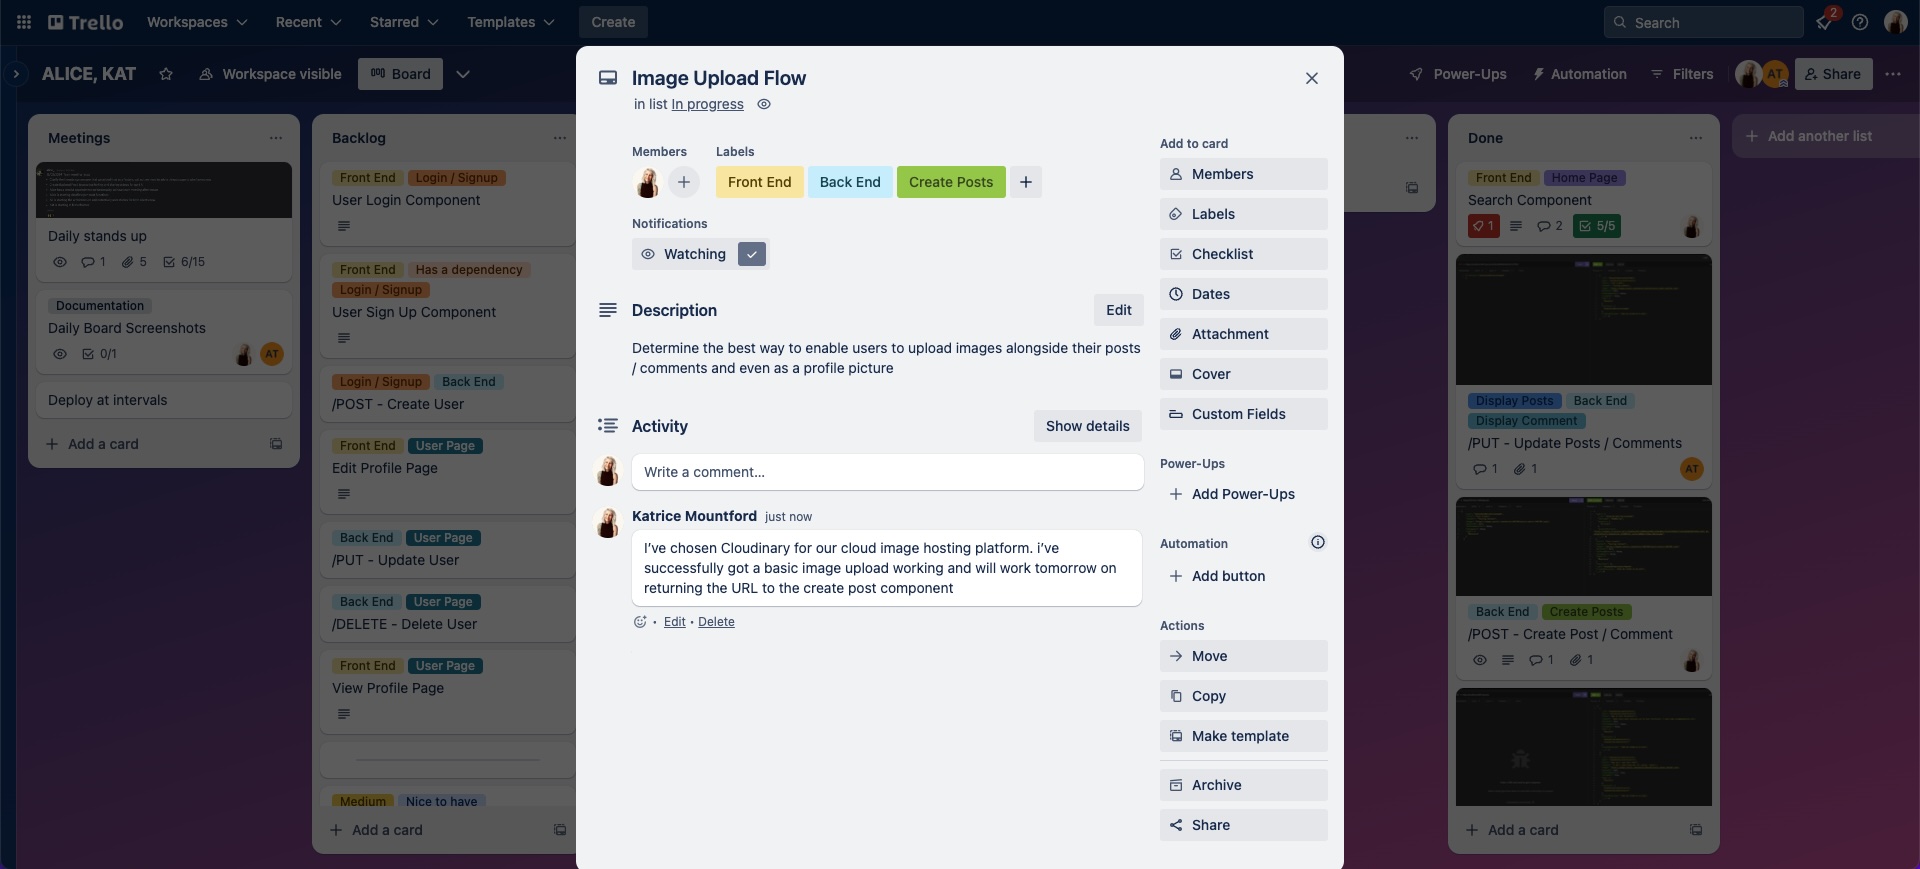 Trello
Workspaces
Recent
Starred
Templates
Create
Search
2
ALICE, KAT
Workspace visible
Board
Power-Ups
Automation
Filters
AT
Share
Meetings
Daily stands up
1
5
6/15
Documentation
Daily Board Screenshots
0/1
AT
Deploy at intervals
Add a card
Backlog
Front End
Login / Signup
User Login Component
Front End
Has a dependency
Login / Signup
User Sign Up Component
Login / Signup
Back End
/POST - Create User
Front End
User Page
Edit Profile Page
Back End
User Page
/PUT - Update User
Back End
User Page
/DELETE - Delete User
Front End
User Page
View Profile Page
Medium
Nice to have
Add a card
Image Upload Flow
in list In progress
Members
Labels
Front End
Back End
Create Posts
Notifications
Watching
Description
Edit
Determine the best way to enable users to upload images alongside their posts
/ comments and even as a profile picture
Activity
Show details
Write a comment…
Katrice Mountford just now
I've chosen Cloudinary for our cloud image hosting platform. i've
successfully got a basic image upload working and will work tomorrow on
returning the URL to the create post component
• Edit • Delete
Add to card
Members
Labels
Checklist
Dates
Attachment
Cover
Custom Fields
Power-Ups
Add Power-Ups
Automation
Add button
Actions
Move
Copy
Make template
Archive
Share
Done
Front End
Home Page
Search Component
1
2
5/5
Display Posts
Back End
Display Comment
/PUT - Update Posts / Comments
1
1
AT
Back End
Create Posts
/POST - Create Post / Comment
1
1
Add a card
Add another list